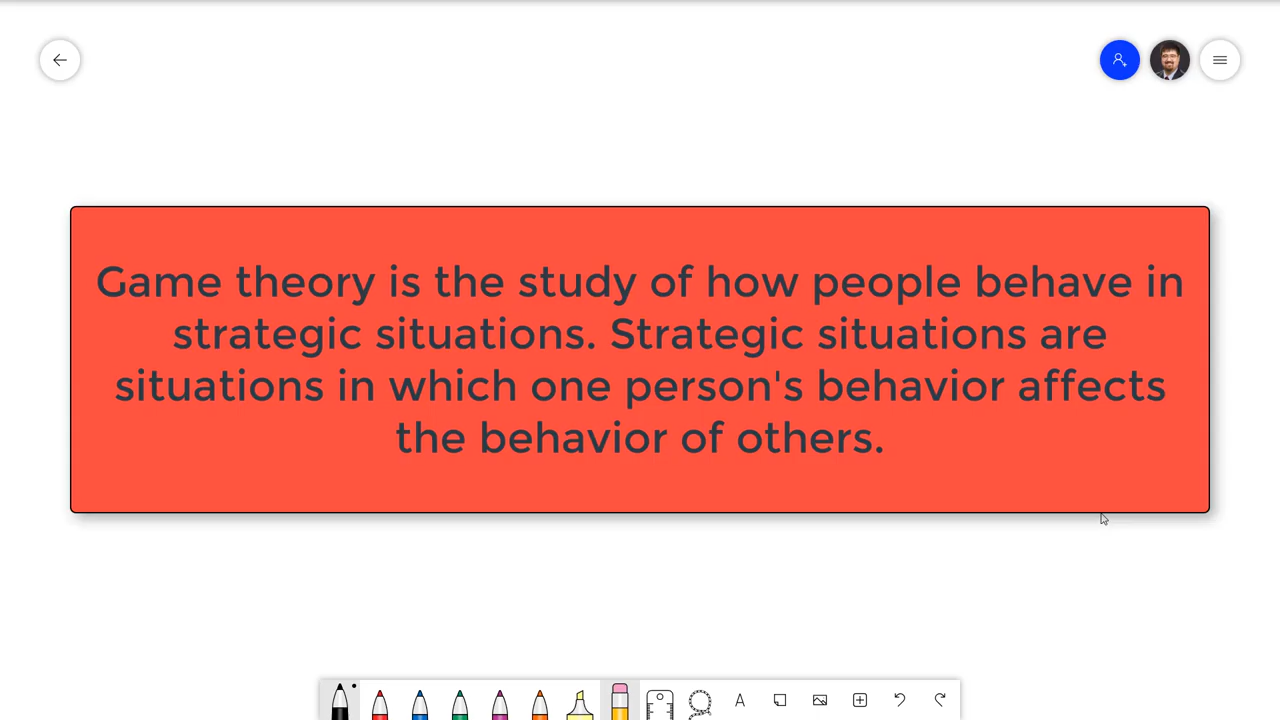 Game theory is the study of how people behave in
strategic situations. Strategic situations are
situations in which one person's behavior affects
the behavior of others.
A